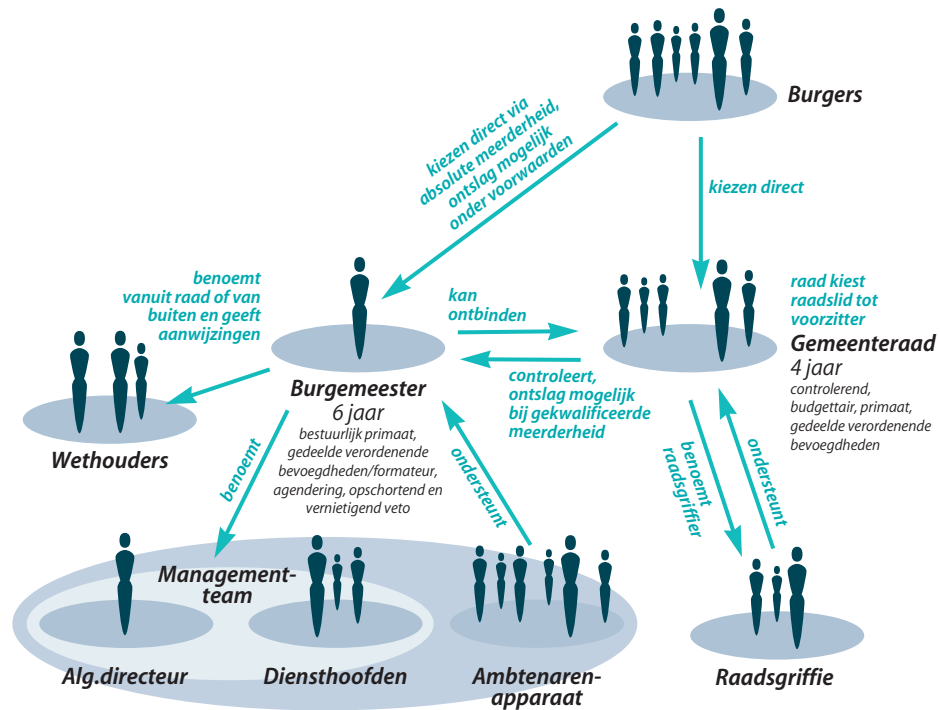 Burgers
kiezen direct via
absolute meerderheid,
ontslag mogelijk
onder voorwaarden
kiezen direct
benoemt
vanuit raad of van
buiten en geeft
aanwijzingen
kan
ontbinden
raad kiest
raadslid tot
voorzitter
Gemeenteraad
4 jaar
controlerend,
budgettair, primaat,
gedeelde verordenende
bevoegdheden
controleert,
ontslag mogelijk
bij gekwalificeerde
meerderheid
Burgemeester
6 jaar
bestuurlijk primaat,
gedeelde verordenende
bevoegdheden/formateur,
agendering, opschortend en
vernietigend veto
Wethouders
benoemt
ondersteunt
benoemt
raadsgriffier
ondersteunt
Management-
team
Alg.directeur
Diensthoofden
Ambtenaren-
apparaat
Raadsgriffie